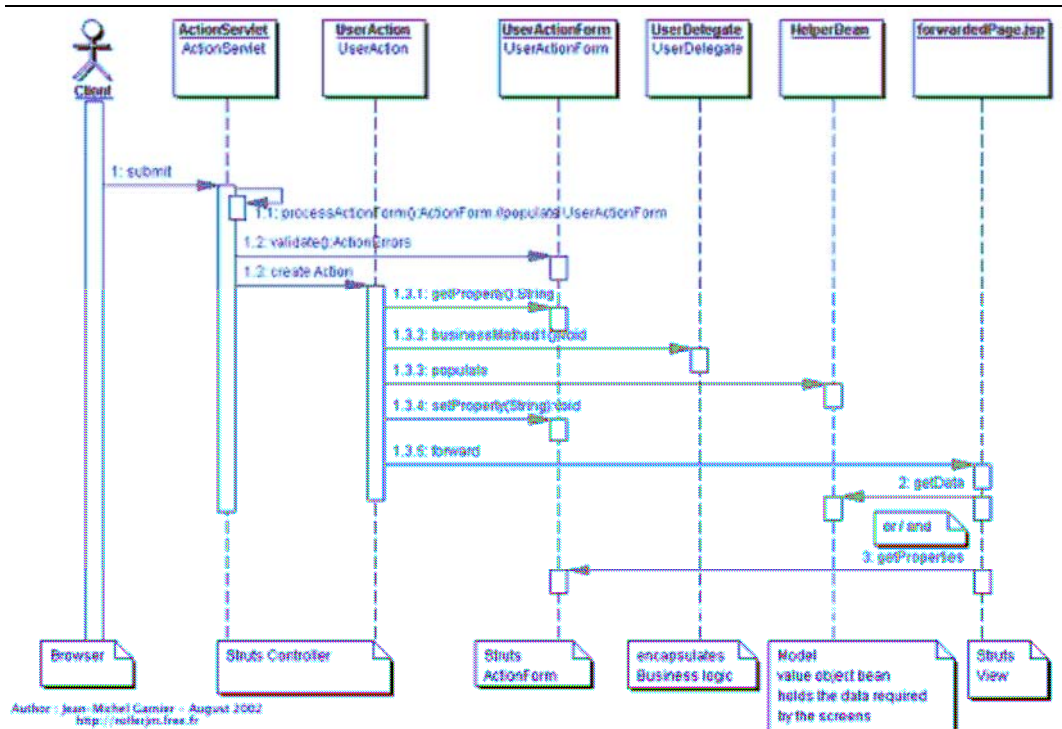 ActionServlet
ActionServlet
UserAction
UserAction
UserActionForm
UserActionForm
UserDelegate
UserDelegate
HelperBean
forwardedPage.jsp
Client
1: submit
1.1: processActionForm():ActionForm //populate UserActionForm
1.2: validate():ActionErrors
1.3: create Action
1.3.1: getProperty():String
1.3.2: businessMethod1():void
1.3.3: populate
1.3.4: setProperty(String):void
1.3.5: forward
2: getData
or / and
3: getProperties
Browser
Struts Controller
Struts
ActionForm
encapsulates
Business logic
Model
value object bean
holds the data required
by the screens
Struts
View
Author : Jean-Michel Garnier - August 2002
http://rollerjm.free.fr